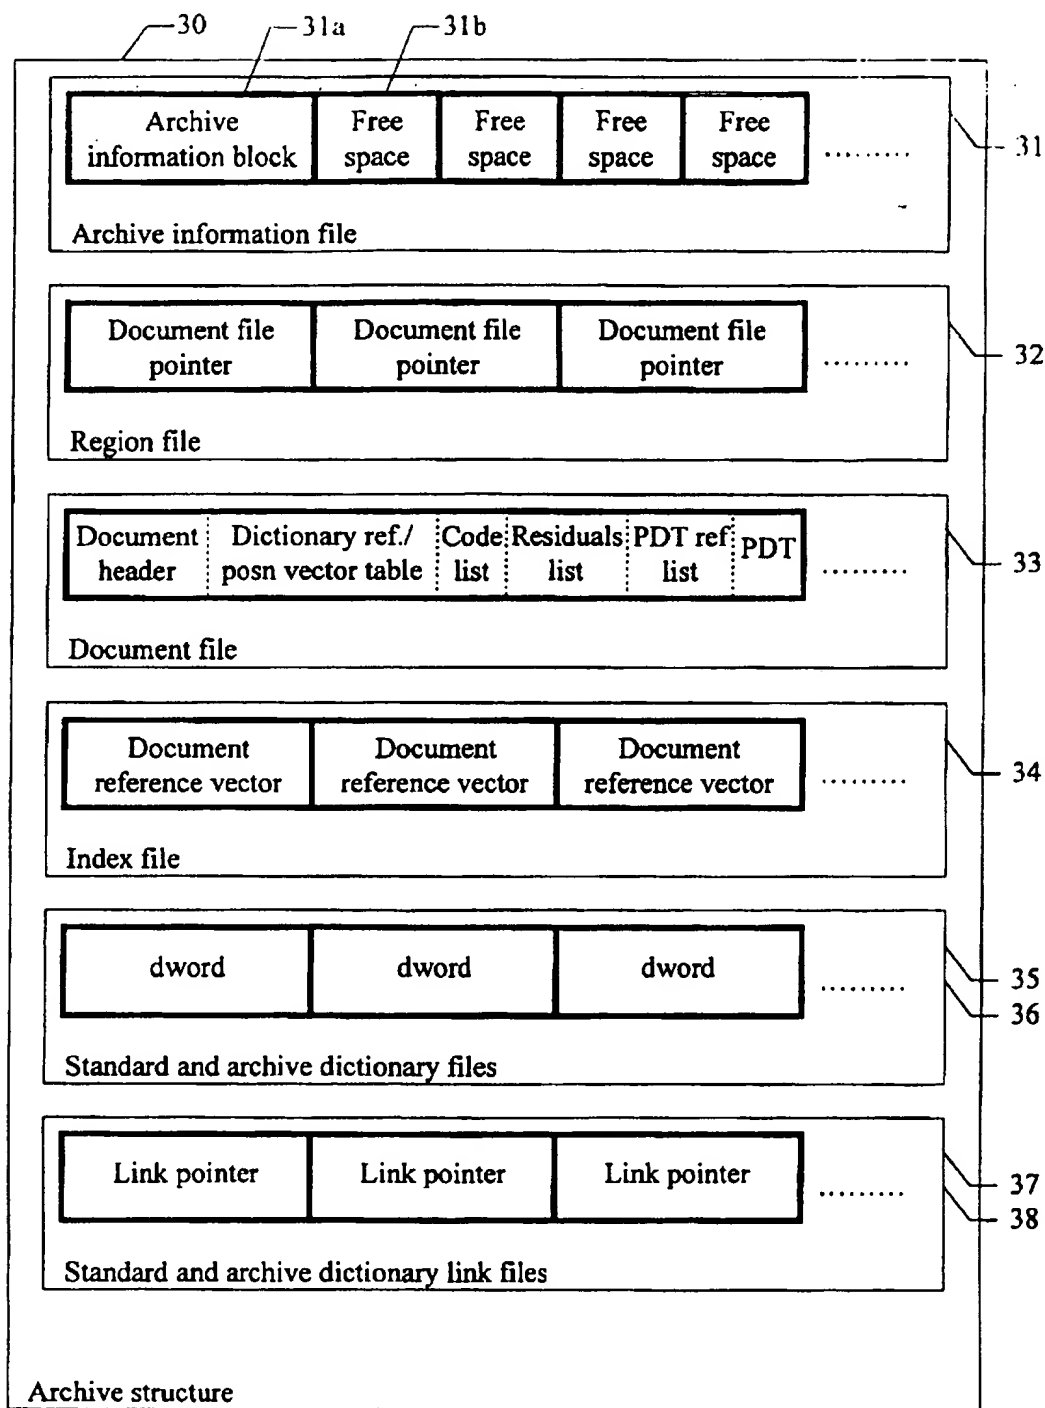 30 31a 31b
Archive Free Free Free Free
information block space space space space ......... 31
Archive information file
Document file Document file Document file
pointer pointer pointer ......... 32
Region file
Document Dictionary ref./ Code Residuals PDT ref PDT
header posn vector table list list list ......... 33
Document file
Document Document Document
reference vector reference vector reference vector ......... 34
Index file
dword dword dword ......... 35
36
Standard and archive dictionary files
Link pointer Link pointer Link pointer ......... 37
38
Standard and archive dictionary link files
Archive structure